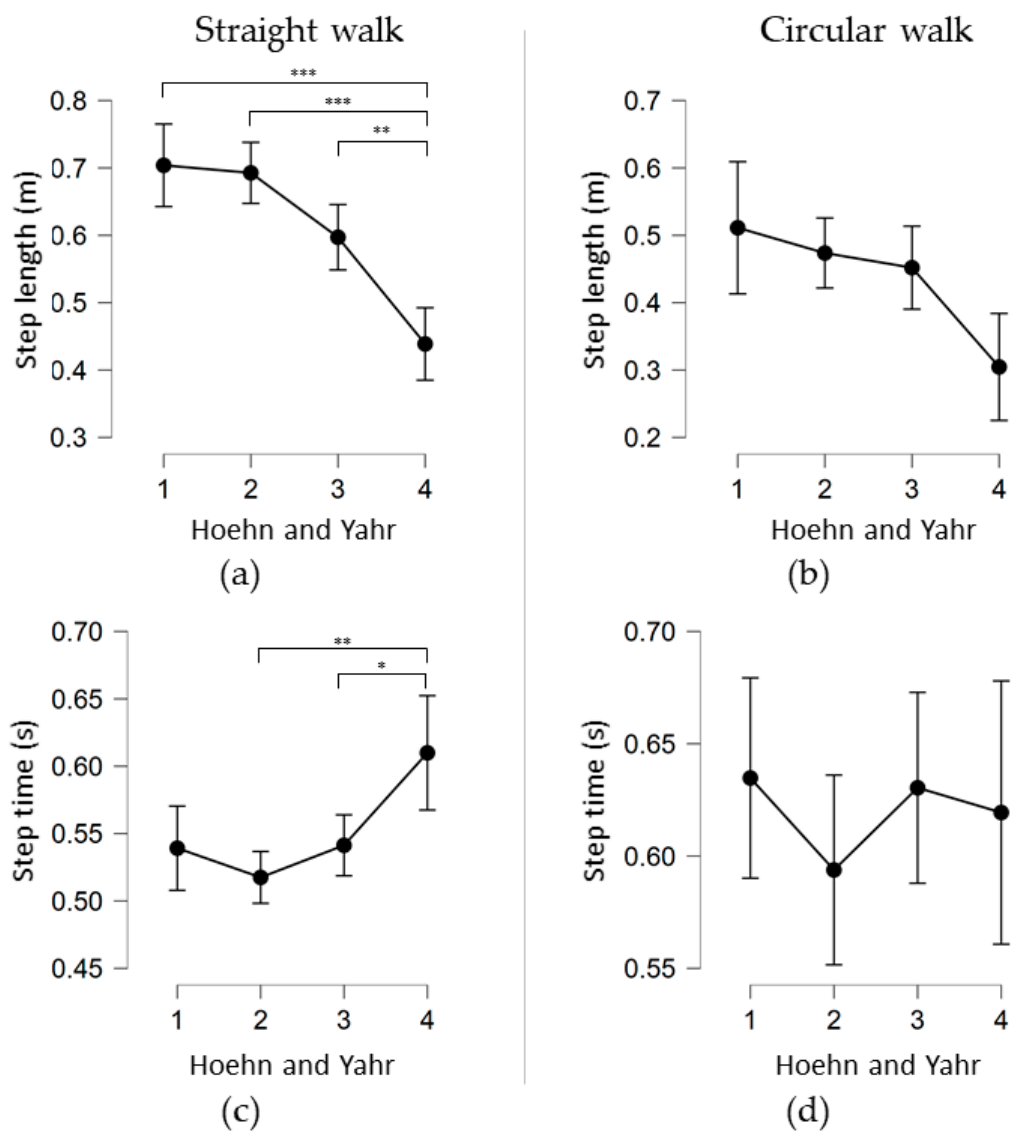 Straight walk
Circular walk
***
***
**
Step length (m)
0.8
0.7
0.6
0.5
0.4
0.3
1 2 3 4
Hoehn and Yahr
(a)
Step length (m)
0.7
0.6
0.5
0.4
0.3
0.2
1 2 3 4
Hoehn and Yahr
(b)
**
*
Step time (s)
0.70
0.65
0.60
0.55
0.50
0.45
1 2 3 4
Hoehn and Yahr
(c)
Step time (s)
0.70
0.65
0.60
0.55
1 2 3 4
Hoehn and Yahr
(d)